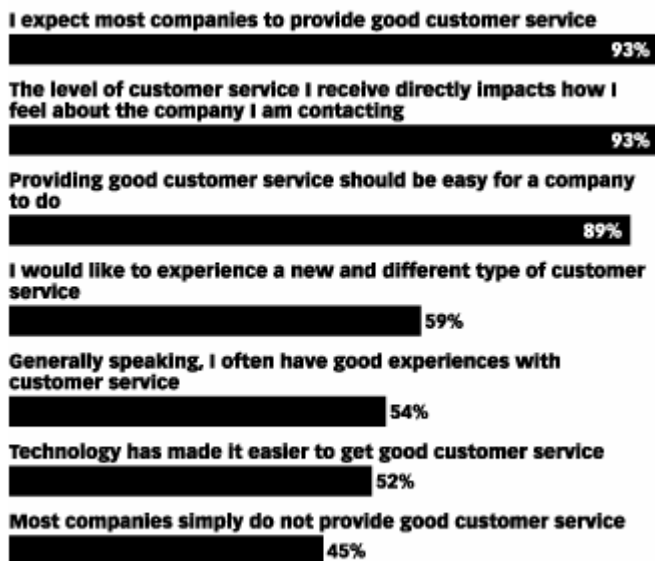 I expect most companies to provide good customer service
93%
The level of customer service I receive directly impacts how I
feel about the company I am contacting
93%
Providing good customer service should be easy for a company
to do
89%
I would like to experience a new and different type of customer
service
59%
Generally speaking, I often have good experiences with
customer service
54%
Technology has made it easier to get good customer service
52%
Most companies simply do not provide good customer service
45%